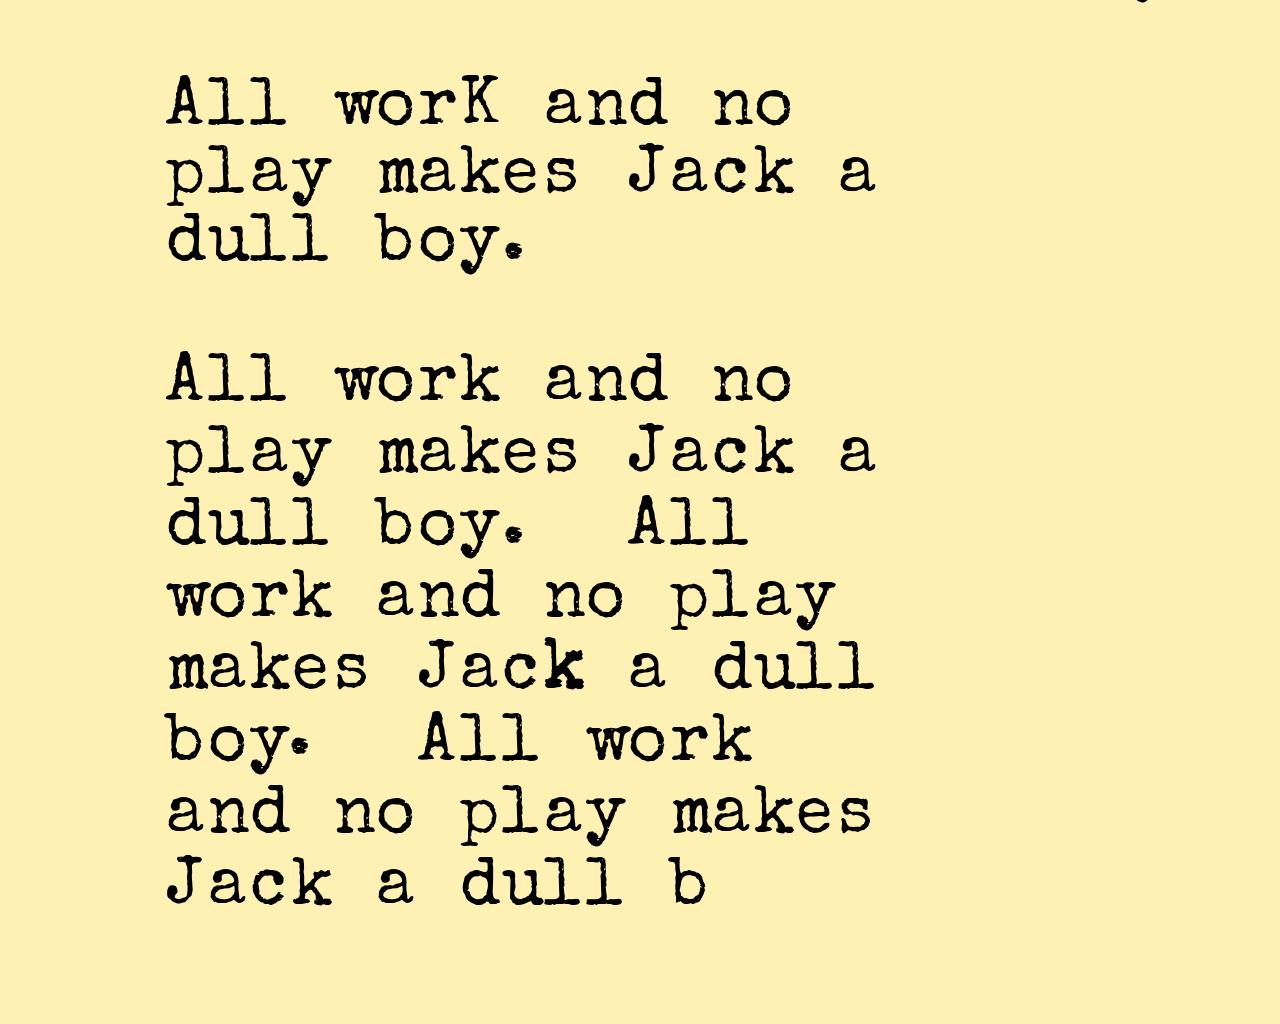 All worK and no
play makes Jack a
dull boy.
All work and no
play makes Jack a
dull boy.  All
work and no play
makes Jack a dull
boy.  All work
and no play makes
Jack a dull b